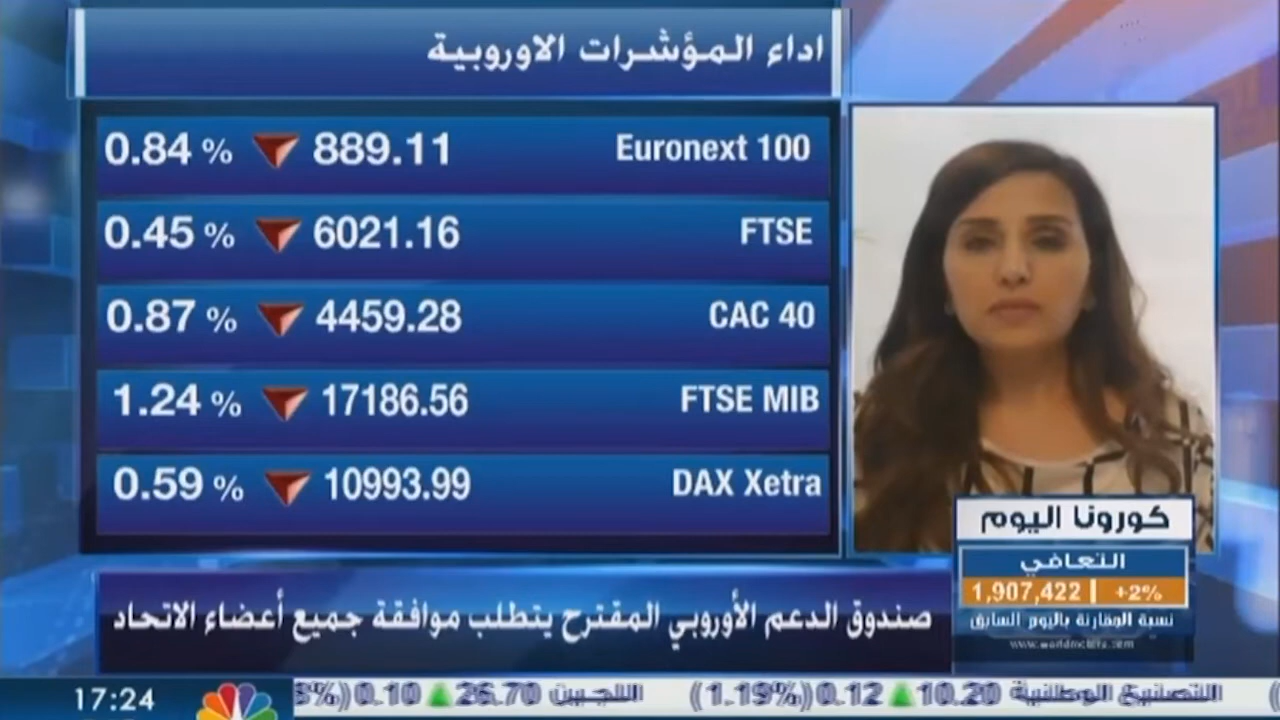 اداء المؤشرات الاوروبية
Euronext 100 889.11 0.84 %
FTSE 6021.16 0.45 %
CAC 40 4459.28 0.87 %
FTSE MIB 17186.56 1.24 %
DAX Xetra 10993.99 0.59 %
كورونا اليوم
التعافي
1,907,422 | +2%
نسبة المقارنة باليوم السابق
صندوق الدعم الأوروبي المقترح يتطلب موافقة جميع أعضاء الاتحاد
التصنيع الوطنية 10.20 0.12 (1.19%) اللجين 26.70 0.10
17:24